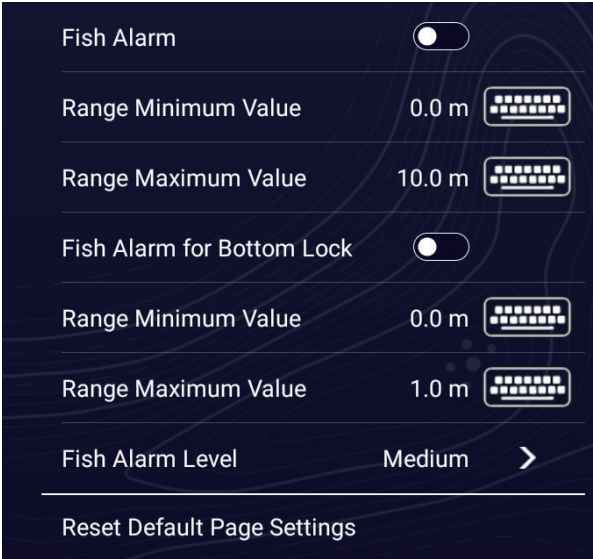 Fish Alarm
Range Minimum Value 0.0 m
Range Maximum Value 10.0 m
Fish Alarm for Bottom Lock
Range Minimum Value 0.0 m
Range Maximum Value 1.0 m
Fish Alarm Level Medium
Reset Default Page Settings